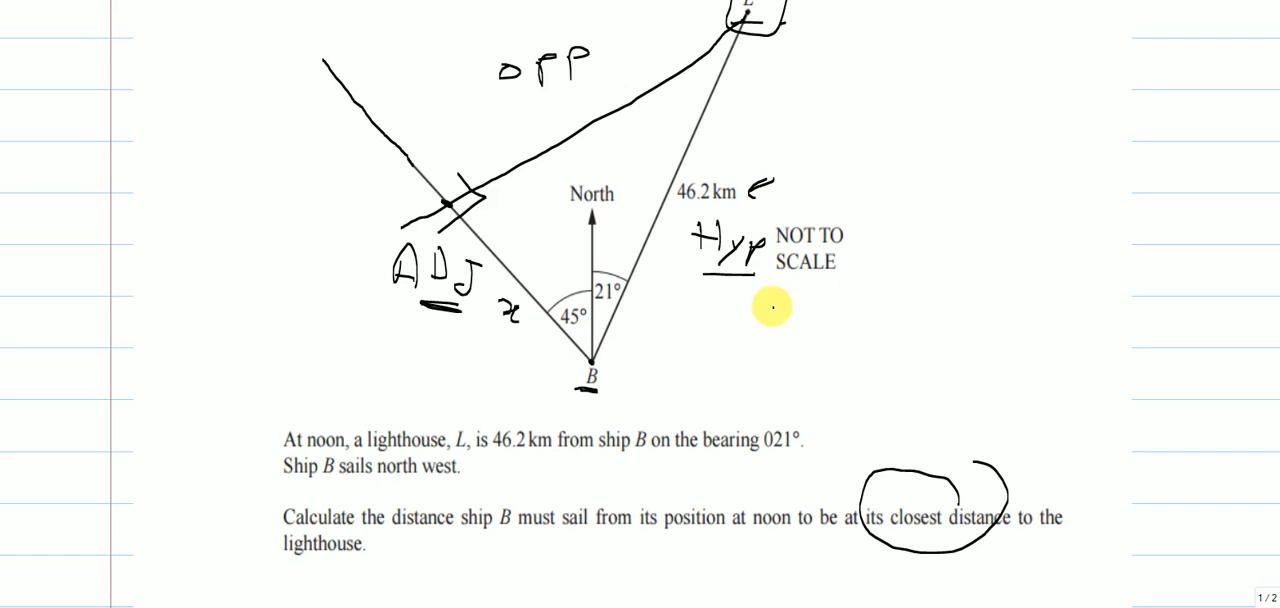 L
OPP
North
46.2 km
Hyp
NOT TO
SCALE
ADJ
21°
x
45°
B
At noon, a lighthouse, L, is 46.2 km from ship B on the bearing 021°.
Ship B sails north west.
Calculate the distance ship B must sail from its position at noon to be at its closest distance to the
lighthouse.
1 / 2